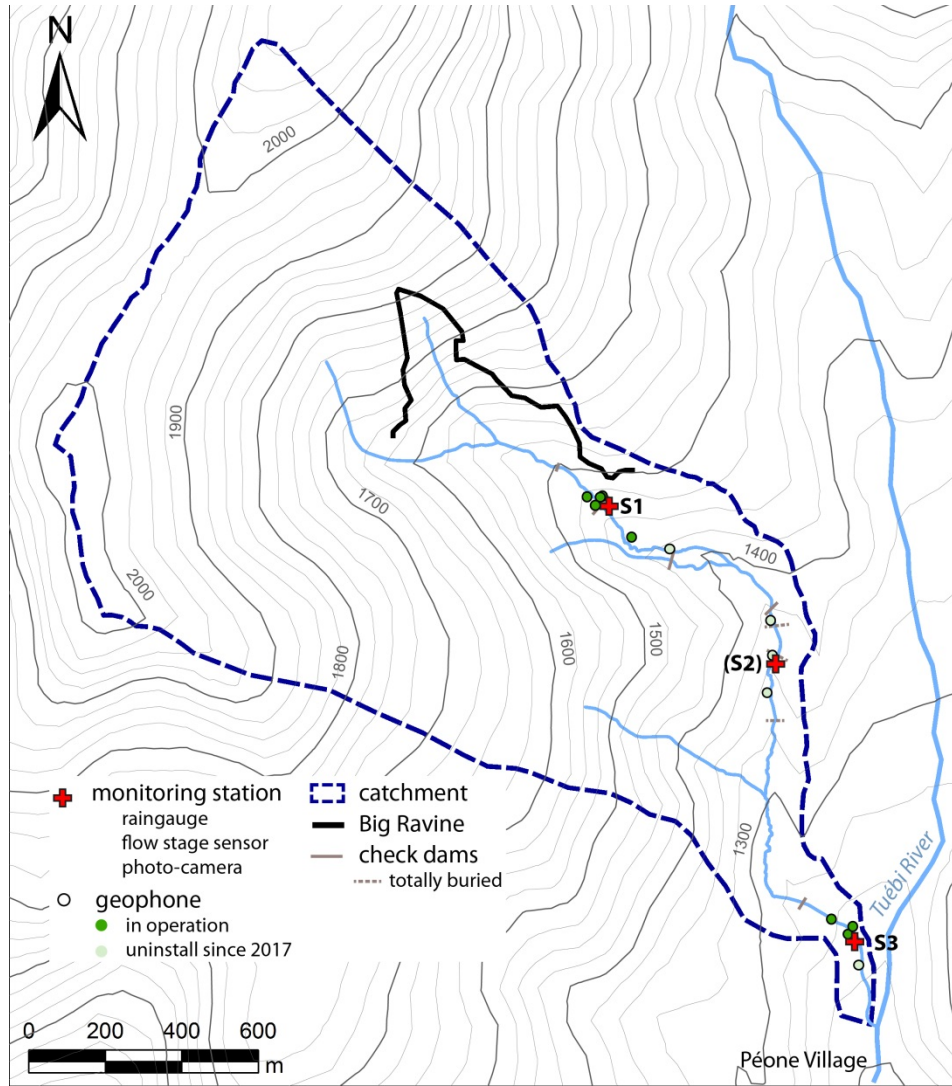 N
2000
1900
1700
S1
1400
2000
1800
1600
1500
(S2)
1300
monitoring station
raingauge
flow stage sensor
photo-camera
geophone
in operation
uninstall since 2017
catchment
Big Ravine
check dams
totally buried
Tuébi River
S3
0 200 400 600
m
Péone Village